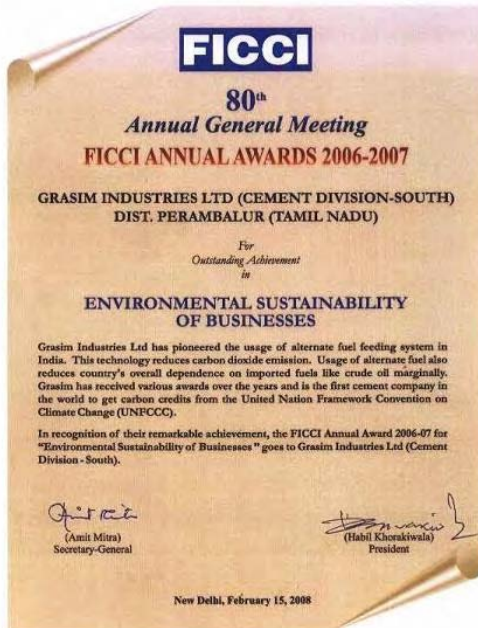 FICCI
80th
Annual General Meeting
FICCI ANNUAL AWARDS 2006-2007
GRASIM INDUSTRIES LTD (CEMENT DIVISION-SOUTH)
DIST. PERAMBALUR (TAMIL NADU)
For
Outstanding Achievement
in
ENVIRONMENTAL SUSTAINABILITY
OF BUSINESSES
Grasim Industries Ltd has pioneered the usage of alternate fuel feeding system in
India. This technology reduces carbon dioxide emission. Usage of alternate fuel also
reduces country's overall dependence on imported fuels like crude oil marginally.
Grasim has received various awards over the years and is the first cement company in
the world to get carbon credits from the United Nation Framework Convention on
Climate Change (UNFCCC).
In recognition of their remarkable achievement, the FICCI Annual Award 2006-07 for
"Environmental Sustainability of Businesses" goes to Grasim Industries Ltd (Cement
Division - South).
(Amit Mitra)
Secretary-General
(Habil Khorakiwala)
President
New Delhi, February 15, 2008